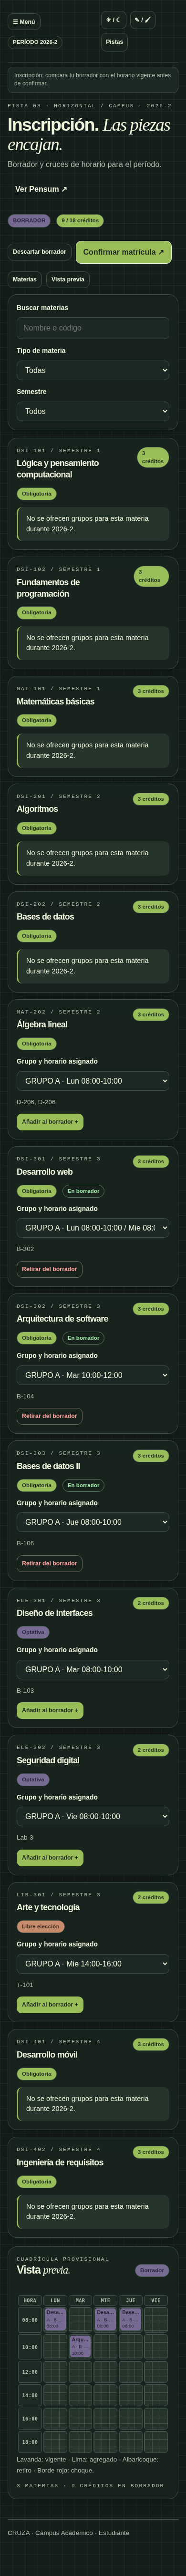 ☰ Menú
☀ / ☾
✎ / 🖌
PERÍODO 2026-2
Pistas
Inscripción: compara tu borrador con el horario vigente antes de confirmar.
PISTA 03 · HORIZONTAL / CAMPUS · 2026-2
Inscripción. Las piezas encajan.
Borrador y cruces de horario para el período.
Ver Pensum ↗
BORRADOR
9 / 18 créditos
Descartar borrador
Confirmar matrícula ↗
Materias
Vista previa
Buscar materias
Nombre o código
Tipo de materia
Todas
Semestre
Todos
DSI-101 / SEMESTRE 1
3 créditos
Lógica y pensamiento computacional
Obligatoria
No se ofrecen grupos para esta materia durante 2026-2.
DSI-102 / SEMESTRE 1
3 créditos
Fundamentos de programación
Obligatoria
No se ofrecen grupos para esta materia durante 2026-2.
MAT-101 / SEMESTRE 1
3 créditos
Matemáticas básicas
Obligatoria
No se ofrecen grupos para esta materia durante 2026-2.
DSI-201 / SEMESTRE 2
3 créditos
Algoritmos
Obligatoria
No se ofrecen grupos para esta materia durante 2026-2.
DSI-202 / SEMESTRE 2
3 créditos
Bases de datos
Obligatoria
No se ofrecen grupos para esta materia durante 2026-2.
MAT-202 / SEMESTRE 2
3 créditos
Álgebra lineal
Obligatoria
Grupo y horario asignado
GRUPO A · Lun 08:00-10:00
D-206, D-206
Añadir al borrador +
DSI-301 / SEMESTRE 3
3 créditos
Desarrollo web
Obligatoria
En borrador
Grupo y horario asignado
GRUPO A · Lun 08:00-10:00 / Mie 08:0
B-302
Retirar del borrador
DSI-302 / SEMESTRE 3
3 créditos
Arquitectura de software
Obligatoria
En borrador
Grupo y horario asignado
GRUPO A · Mar 10:00-12:00
B-104
Retirar del borrador
DSI-303 / SEMESTRE 3
3 créditos
Bases de datos II
Obligatoria
En borrador
Grupo y horario asignado
GRUPO A · Jue 08:00-10:00
B-106
Retirar del borrador
ELE-301 / SEMESTRE 3
2 créditos
Diseño de interfaces
Optativa
Grupo y horario asignado
GRUPO A · Mar 08:00-10:00
B-103
Añadir al borrador +
ELE-302 / SEMESTRE 3
2 créditos
Seguridad digital
Optativa
Grupo y horario asignado
GRUPO A · Vie 08:00-10:00
Lab-3
Añadir al borrador +
LIB-301 / SEMESTRE 3
2 créditos
Arte y tecnología
Libre elección
Grupo y horario asignado
GRUPO A · Mie 14:00-16:00
T-101
Añadir al borrador +
DSI-401 / SEMESTRE 4
3 créditos
Desarrollo móvil
Obligatoria
No se ofrecen grupos para esta materia durante 2026-2.
DSI-402 / SEMESTRE 4
3 créditos
Ingeniería de requisitos
Obligatoria
No se ofrecen grupos para esta materia durante 2026-2.
CUADRÍCULA PROVISIONAL
Vista previa.
Borrador
HORA LUN MAR MIE JUE VIE
08:00 Desa... Desa... Base...
10:00 Arqu...
12:00
14:00
16:00
18:00
Lavanda: vigente · Lima: agregado · Albaricoque: retiro · Borde rojo: choque.
3 MATERIAS · 9 CRÉDITOS EN BORRADOR
CRUZA · Campus Académico · Estudiante